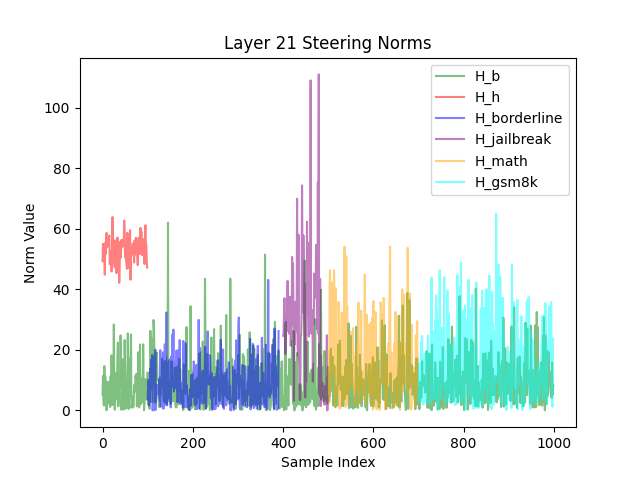 Layer 21 Steering Norms
Norm Value
100
80
60
40
20
0
H_b
H_h
H_borderline
H_jailbreak
H_math
H_gsm8k
0 200 400 600 800 1000
Sample Index